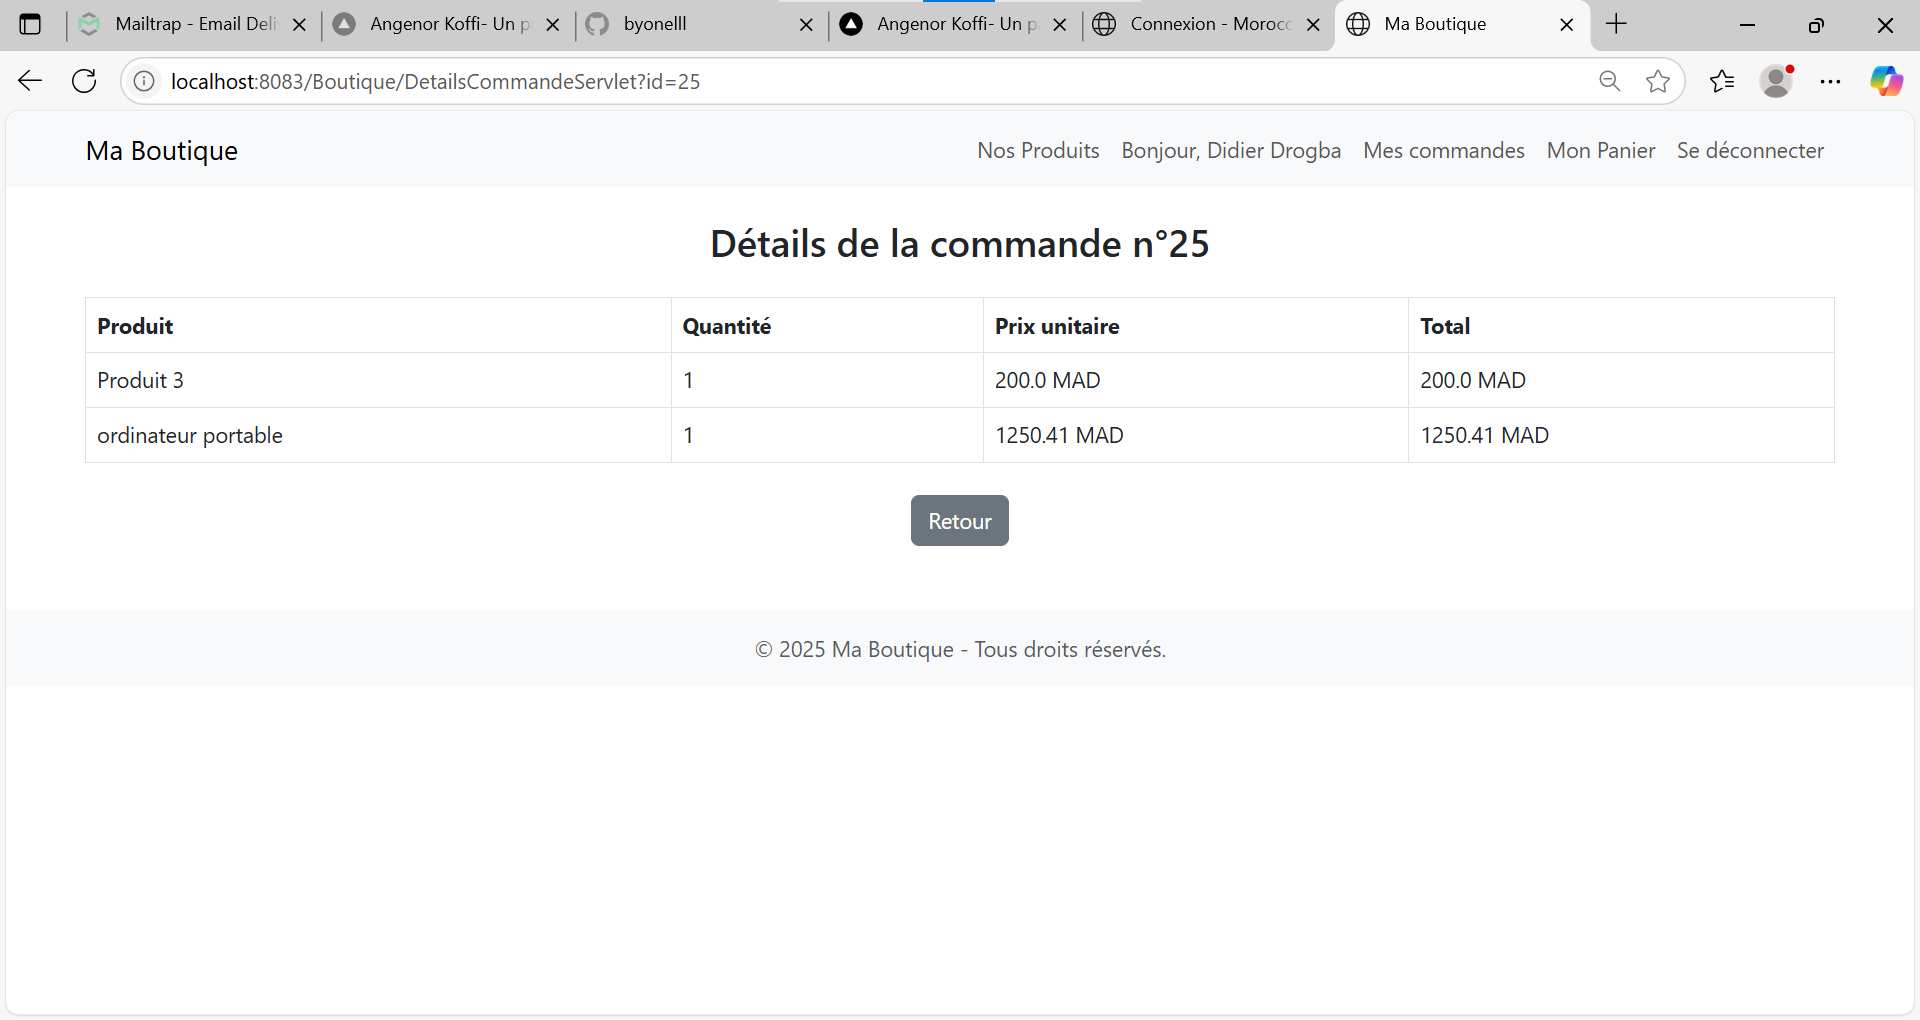 Mailtrap - Email Deli
Angenor Koffi- Un p
byonelll
Angenor Koffi- Un p
Connexion - Morocc
Ma Boutique
localhost:8083/Boutique/DetailsCommandeServlet?id=25
Ma Boutique Nos Produits Bonjour, Didier Drogba Mes commandes Mon Panier Se déconnecter
Détails de la commande n°25
Produit Quantité Prix unitaire Total
Produit 3 1 200.0 MAD 200.0 MAD
ordinateur portable 1 1250.41 MAD 1250.41 MAD
Retour
© 2025 Ma Boutique - Tous droits réservés.